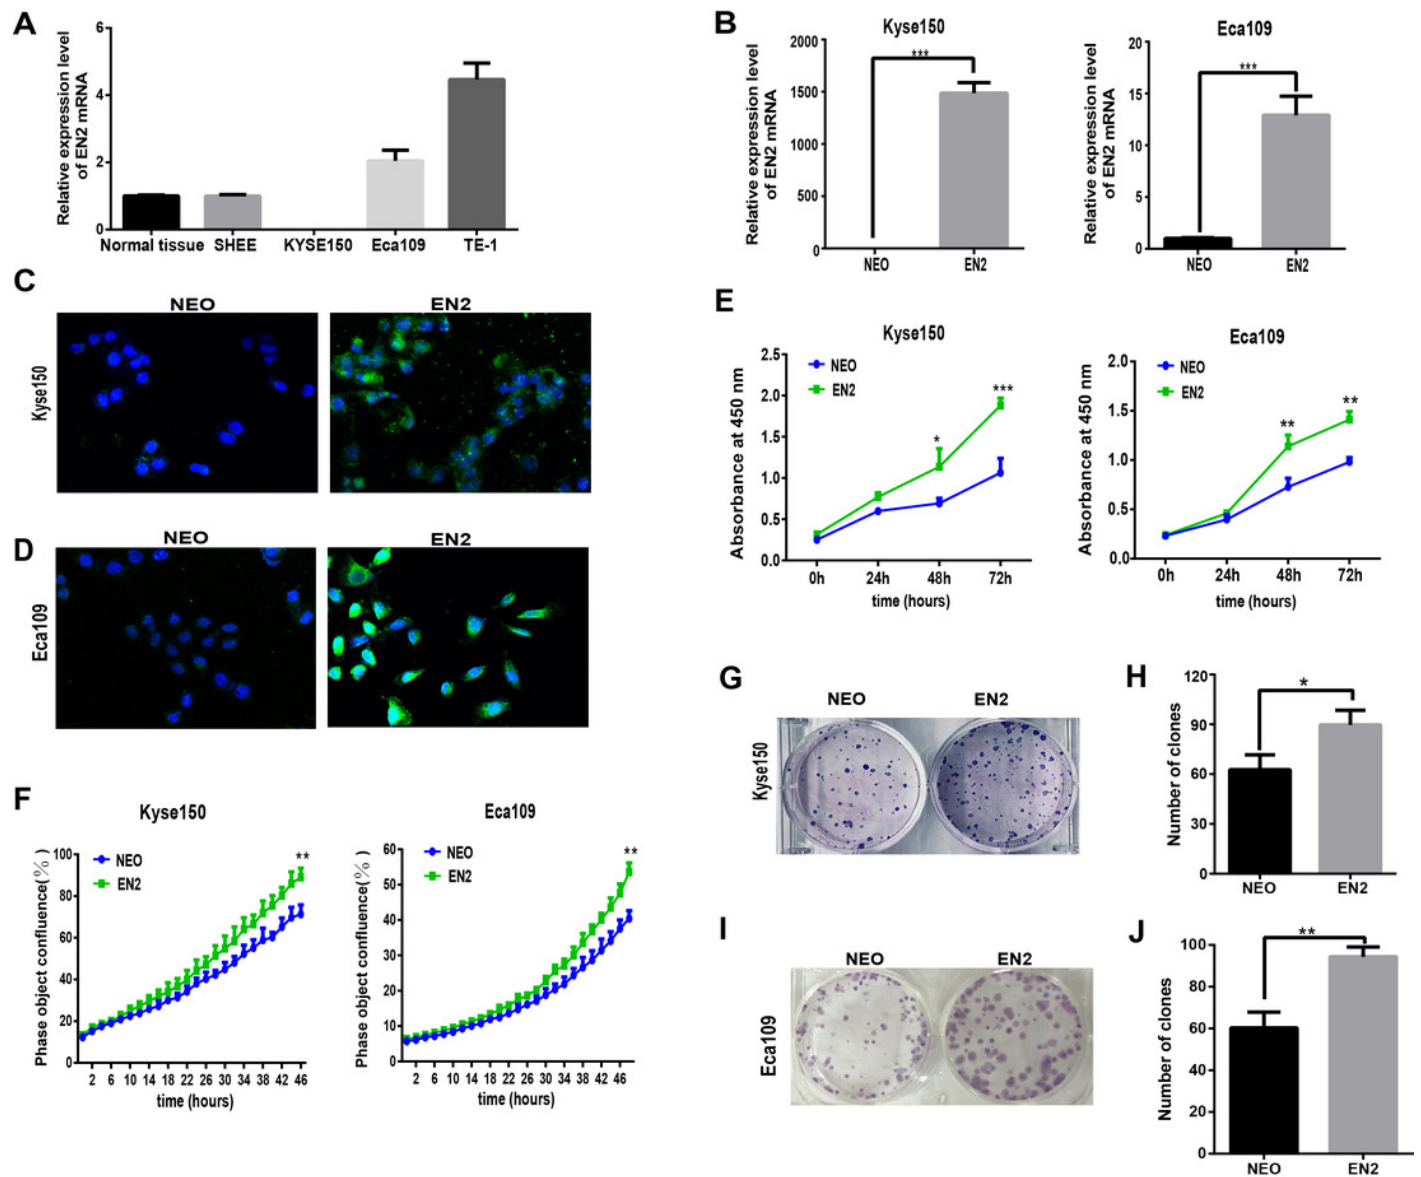 A
Relative expression level
of EN2 mRNA
6
4
2
0
Normal tissue SHEE KYSE150 Eca109 TE-1
B
Kyse150
Relative expression level
of EN2 mRNA
2000
1500
1000
500
0
***
NEO EN2
Eca109
Relative expression level
of EN2 mRNA
20
15
10
5
0
***
NEO EN2
C
NEO EN2
Kyse150
D
NEO EN2
Eca109
E
Kyse150
NEO
EN2
Absorbance at 450 nm
2.5
2.0
1.5
1.0
0.5
0.0
*
***
0h 24h 48h 72h
time (hours)
Eca109
NEO
EN2
Absorbance at 450 nm
2.0
1.5
1.0
0.5
0.0
**
**
0h 24h 48h 72h
time (hours)
F
Kyse150
NEO
EN2
**
Phase object confluence(%)
100
80
60
40
20
0
2 6 10 14 18 22 26 30 34 38 42 46
time (hours)
Eca109
NEO
EN2
**
Phase object confluence(%)
60
50
40
30
20
10
0
2 6 10 14 18 22 26 30 34 38 42 46
time (hours)
G
NEO EN2
Kyse150
H
Number of clones
120
90
60
30
0
*
NEO EN2
I
NEO EN2
Eca109
J
Number of clones
100
80
60
40
20
0
**
NEO EN2